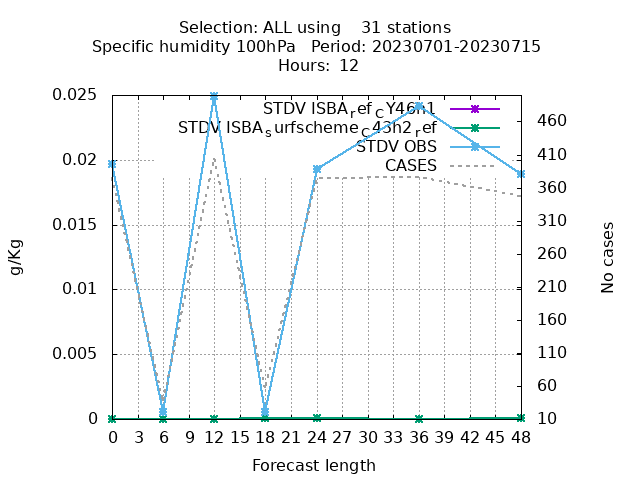 Selection: ALL using    31 stations
Specific humidity 100hPa   Period: 20230701-20230715
Hours:  12
STDV ISBA_ref_CY46h1
STDV ISBA_surfscheme_C43h2_ref
STDV OBS
CASES
0.025
0.02
0.015
0.01
0.005
0
g/Kg
460
410
360
310
260
210
160
110
60
10
No cases
0 3 6 9 12 15 18 21 24 27 30 33 36 39 42 45 48
Forecast length